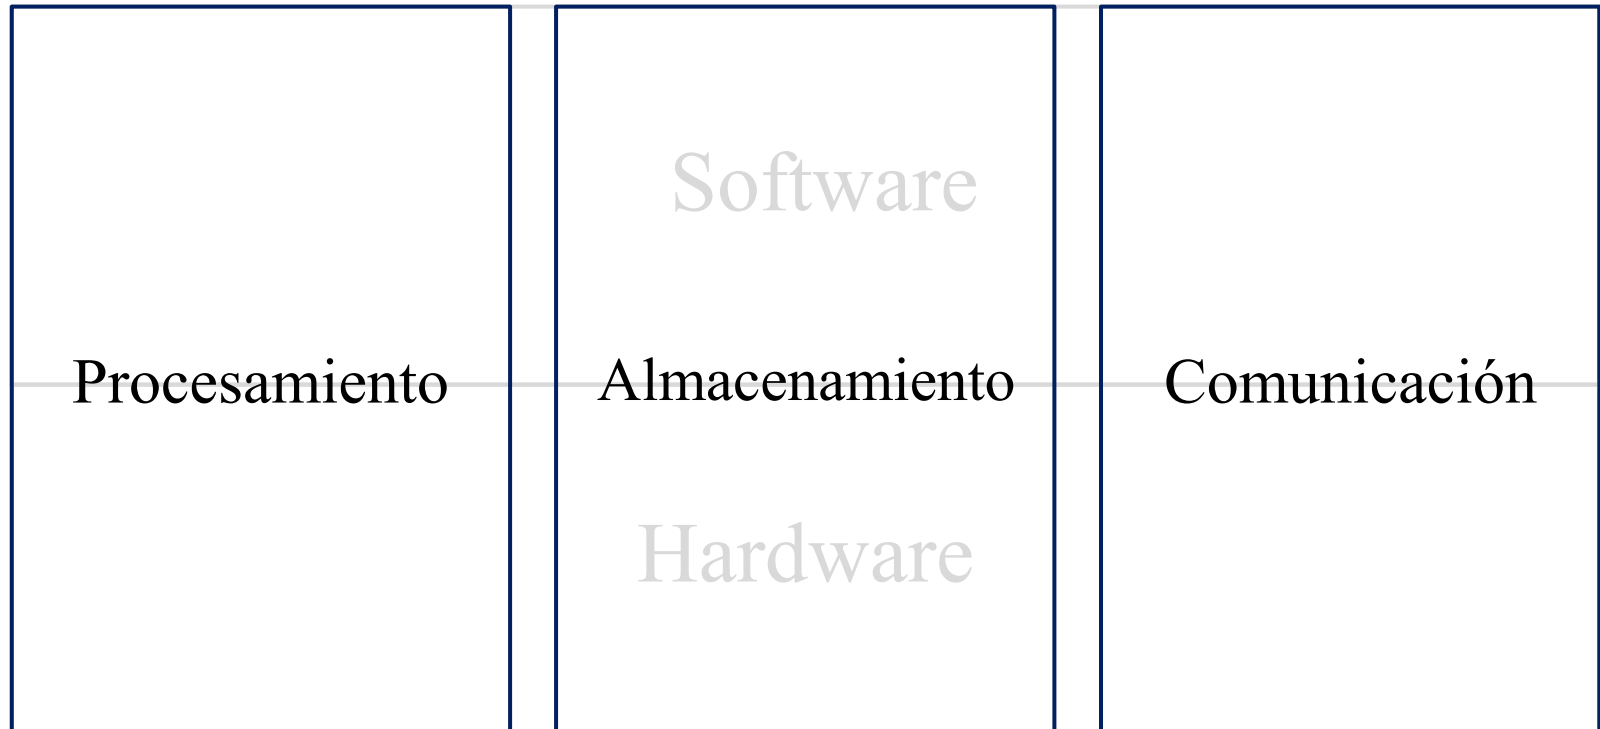 Software
Procesamiento
Almacenamiento
Comunicación
Hardware